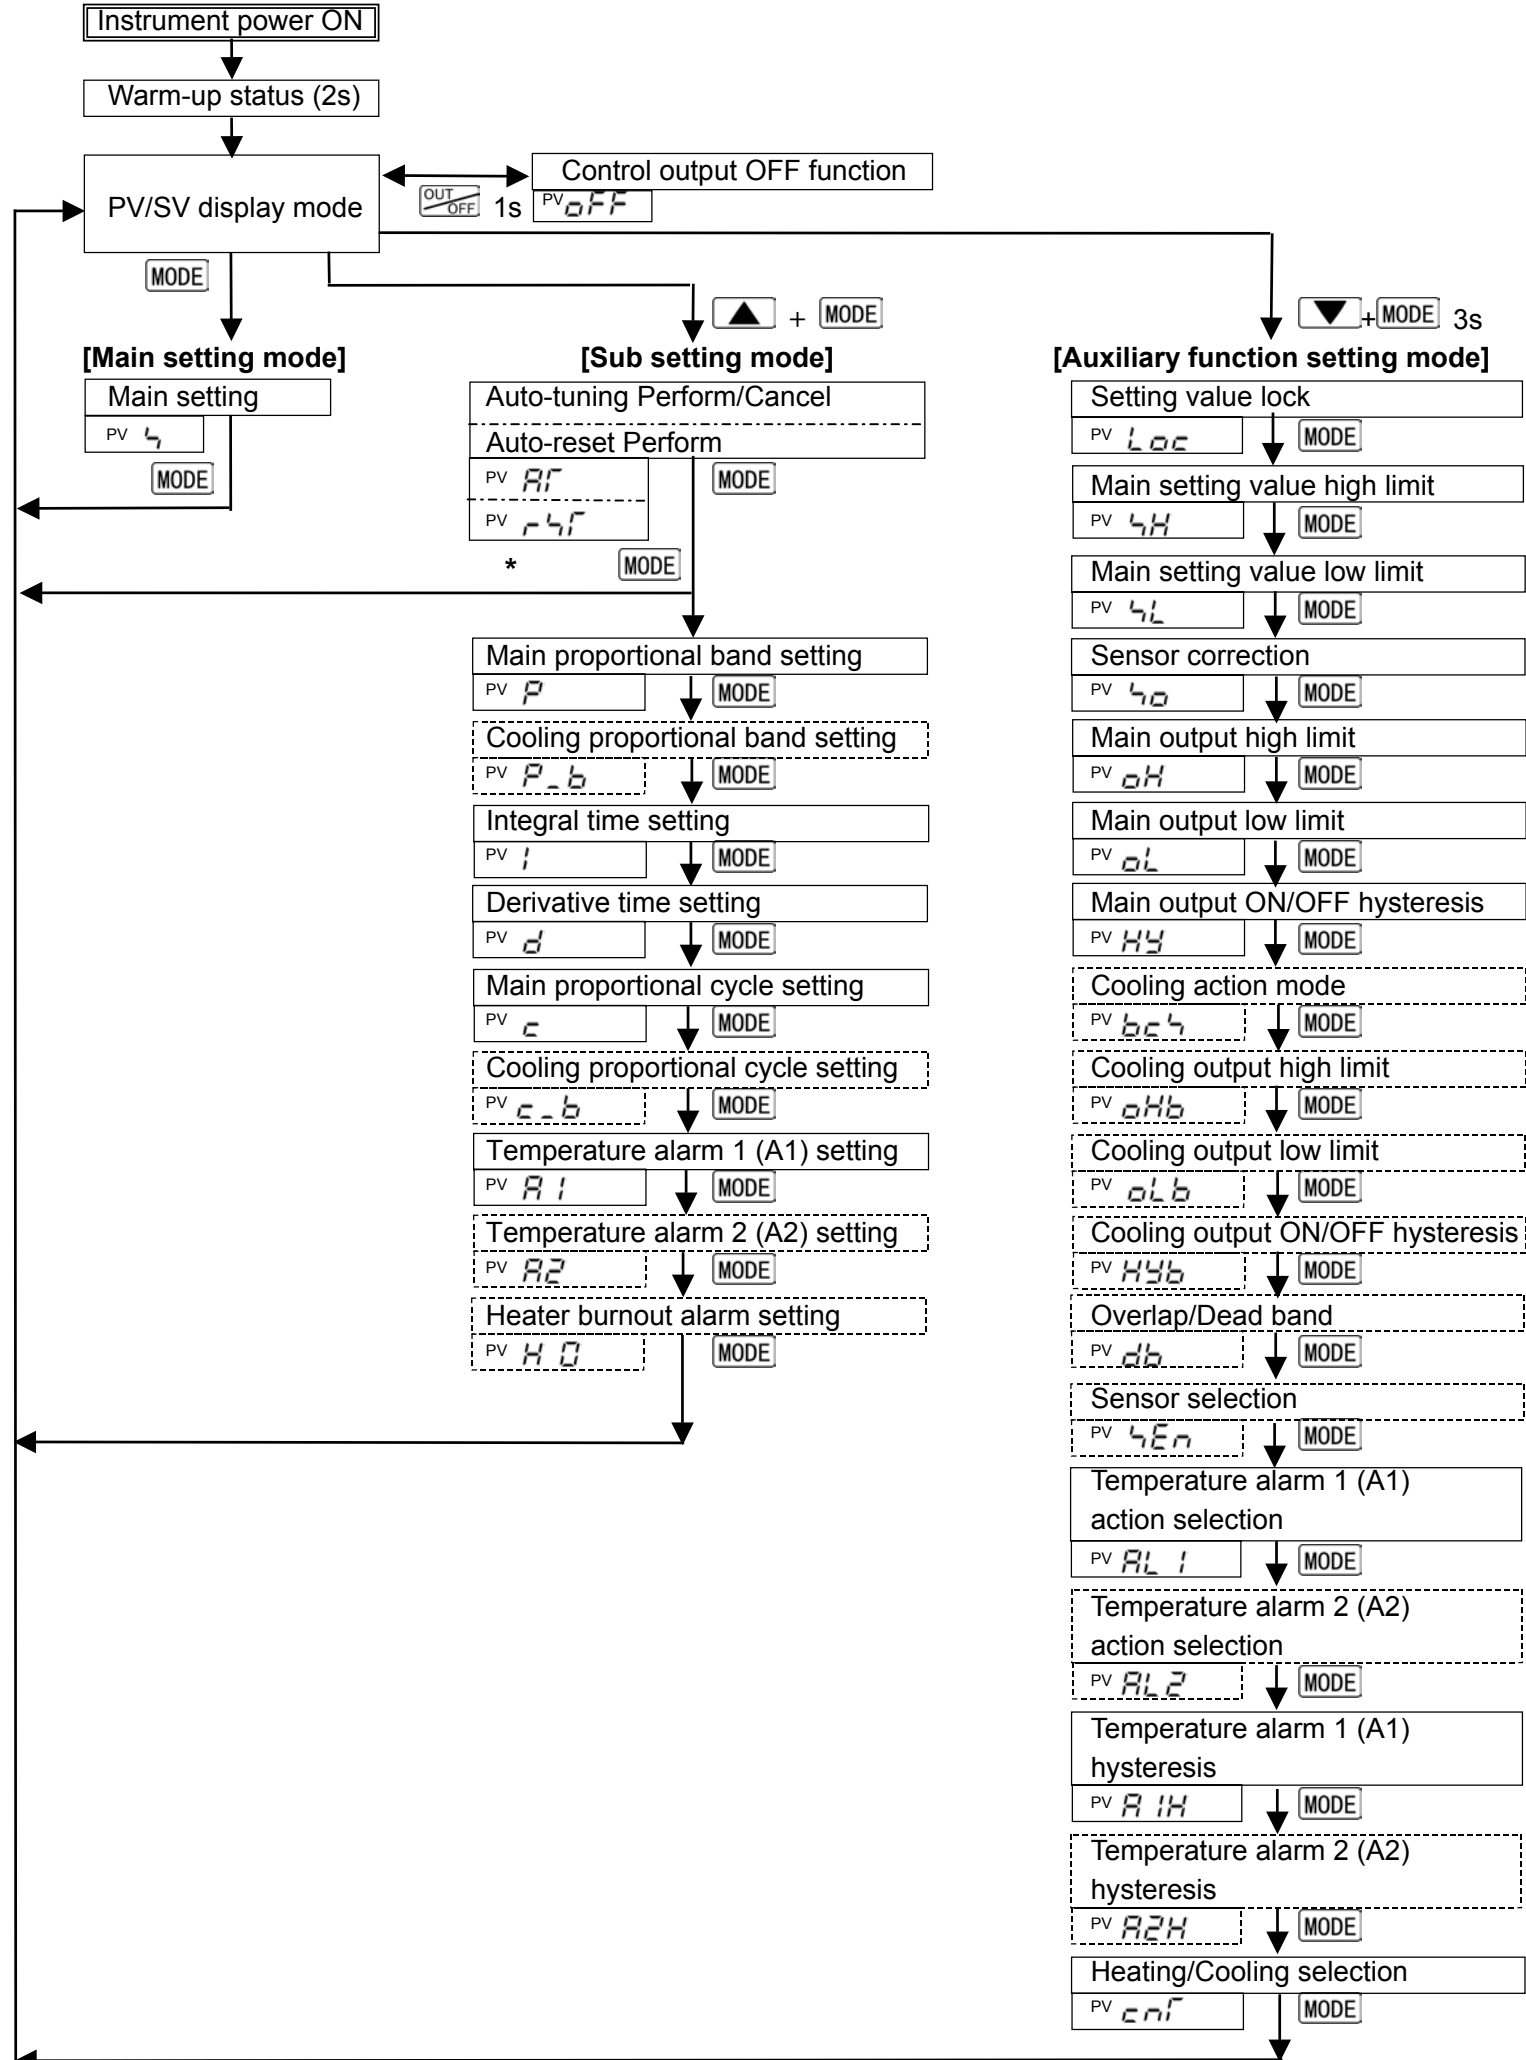 Instrument power ON
Warm-up status (2s)
PV/SV display mode
OUT/OFF 1s
Control output OFF function
PV oFF
MODE
▲ + MODE
▼ + MODE 3s
[Main setting mode]
Main setting
PV S
MODE
[Sub setting mode]
Auto-tuning Perform/Cancel
Auto-reset Perform
PV AT
MODE
PV rST
* MODE
Main proportional band setting
PV P MODE
Cooling proportional band setting
PV P_b MODE
Integral time setting
PV I MODE
Derivative time setting
PV d MODE
Main proportional cycle setting
PV c MODE
Cooling proportional cycle setting
PV c_b MODE
Temperature alarm 1 (A1) setting
PV A1 MODE
Temperature alarm 2 (A2) setting
PV A2 MODE
Heater burnout alarm setting
PV H 0 MODE
[Auxiliary function setting mode]
Setting value lock
PV Loc MODE
Main setting value high limit
PV SH MODE
Main setting value low limit
PV SL MODE
Sensor correction
PV So MODE
Main output high limit
PV oH MODE
Main output low limit
PV oL MODE
Main output ON/OFF hysteresis
PV HY MODE
Cooling action mode
PV bcS MODE
Cooling output high limit
PV oHb MODE
Cooling output low limit
PV oLb MODE
Cooling output ON/OFF hysteresis
PV HYb MODE
Overlap/Dead band
PV db MODE
Sensor selection
PV SEn MODE
Temperature alarm 1 (A1)
action selection
PV AL1 MODE
Temperature alarm 2 (A2)
action selection
PV AL2 MODE
Temperature alarm 1 (A1)
hysteresis
PV A1H MODE
Temperature alarm 2 (A2)
hysteresis
PV A2H MODE
Heating/Cooling selection
PV cnT MODE